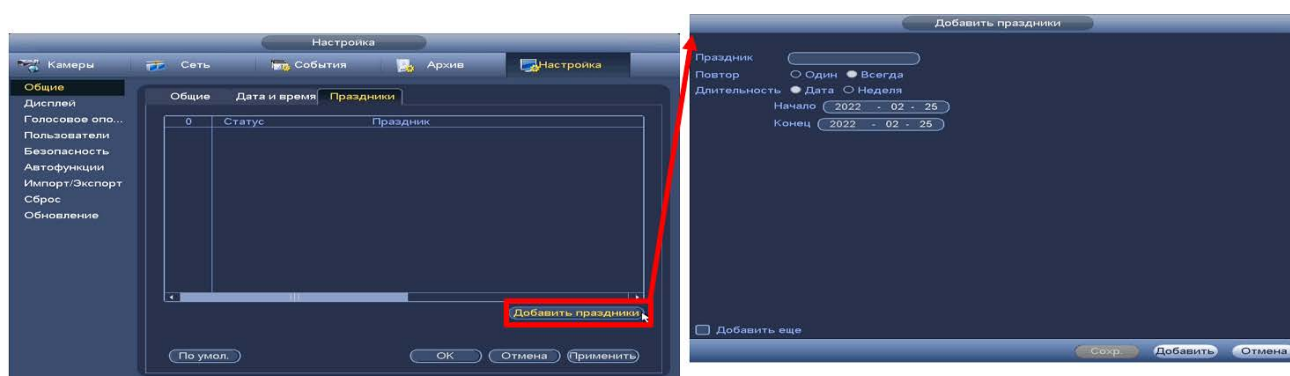 Настройка
Камеры Сеть События Архив Настройка
Общие
Дисплей
Голосовое опо...
Пользователи
Безопасность
Автофункции
Импорт/Экспорт
Сброс
Обновление
Общие Дата и время Праздники
0 Статус Праздник
Добавить праздники
По умол. ОК Отмена Применить
Добавить праздники
Праздник
Повтор Один Всегда
Длительность Дата Неделя
Начало 2022 - 02 - 25
Конец 2022 - 02 - 25
Добавить еще
Сохр. Добавить Отмена